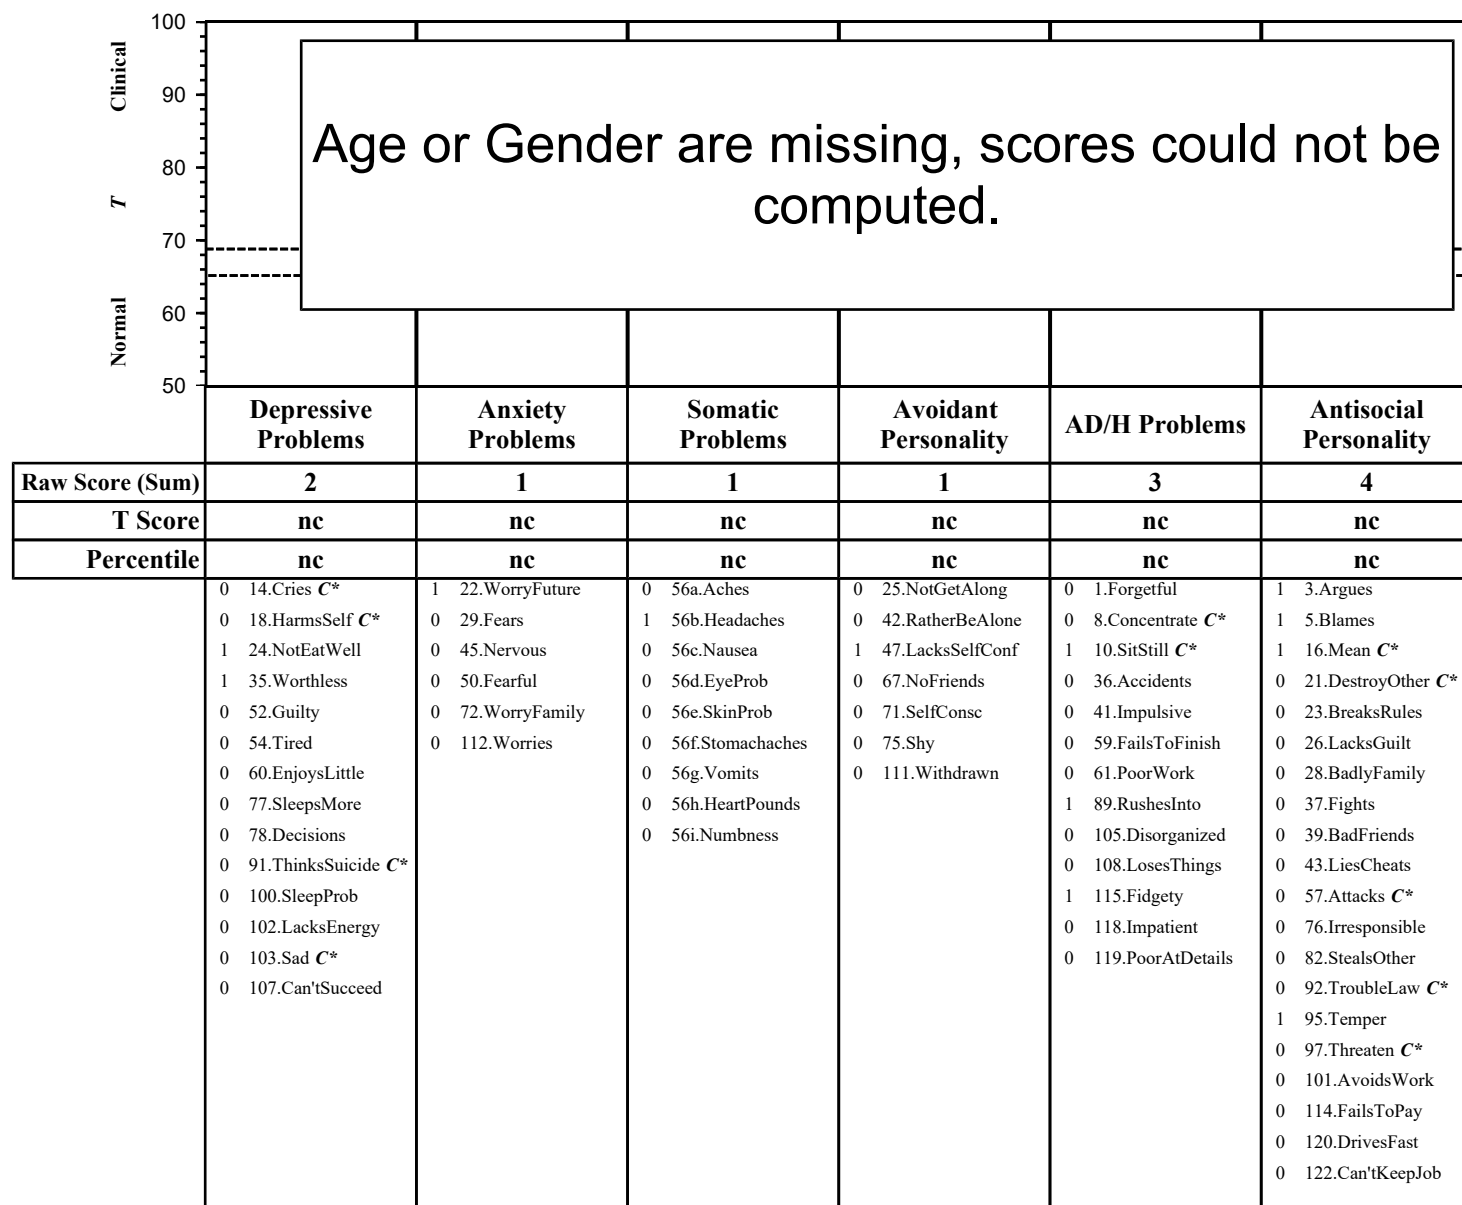 100
Clinical
90
Age or Gender are missing, scores could not be
computed.
80
T
70
Normal
60
50
Depressive Problems
Anxiety Problems
Somatic Problems
Avoidant Personality
AD/H Problems
Antisocial Personality
Raw Score (Sum) 2 1 1 1 3 4
T Score nc nc nc nc nc nc
Percentile nc nc nc nc nc nc
0 14.Cries C*
0 18.HarmsSelf C*
1 24.NotEatWell
1 35.Worthless
0 52.Guilty
0 54.Tired
0 60.EnjoysLittle
0 77.SleepsMore
0 78.Decisions
0 91.ThinksSuicide C*
0 100.SleepProb
0 102.LacksEnergy
0 103.Sad C*
0 107.Can'tSucceed
1 22.WorryFuture
0 29.Fears
0 45.Nervous
0 50.Fearful
0 72.WorryFamily
0 112.Worries
0 56a.Aches
1 56b.Headaches
0 56c.Nausea
0 56d.EyeProb
0 56e.SkinProb
0 56f.Stomachaches
0 56g.Vomits
0 56h.HeartPounds
0 56i.Numbness
0 25.NotGetAlong
0 42.RatherBeAlone
1 47.LacksSelfConf
0 67.NoFriends
0 71.SelfConsc
0 75.Shy
0 111.Withdrawn
0 1.Forgetful
0 8.Concentrate C*
1 10.SitStill C*
0 36.Accidents
0 41.Impulsive
0 59.FailsToFinish
0 61.PoorWork
1 89.RushesInto
0 105.Disorganized
0 108.LosesThings
1 115.Fidgety
0 118.Impatient
0 119.PoorAtDetails
1 3.Argues
1 5.Blames
1 16.Mean C*
0 21.DestroyOther C*
0 23.BreaksRules
0 26.LacksGuilt
0 28.BadlyFamily
0 37.Fights
0 39.BadFriends
0 43.LiesCheats
0 57.Attacks C*
0 76.Irresponsible
0 82.StealsOther
0 92.TroubleLaw C*
1 95.Temper
0 97.Threaten C*
0 101.AvoidsWork
0 114.FailsToPay
0 120.DrivesFast
0 122.Can'tKeepJob